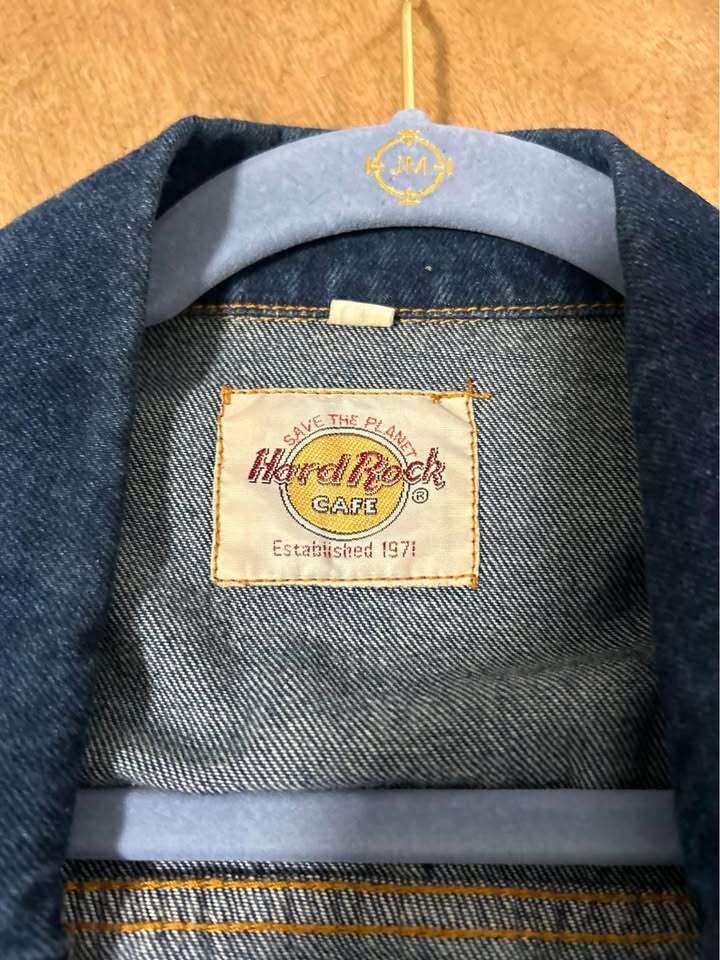 JM
SAVE THE PLANET
Hard Rock
CAFE
®
Established 1971